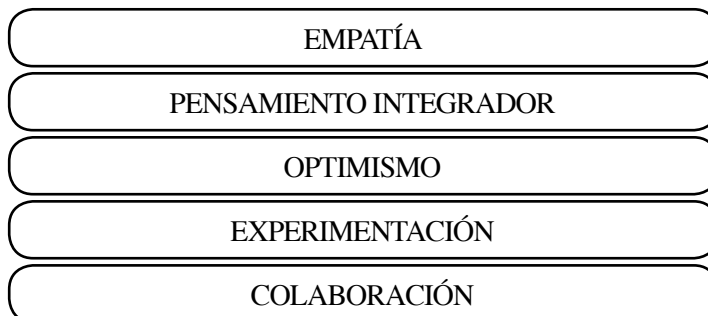 EMPATÍA
PENSAMIENTO INTEGRADOR
OPTIMISMO
EXPERIMENTACIÓN
COLABORACIÓN